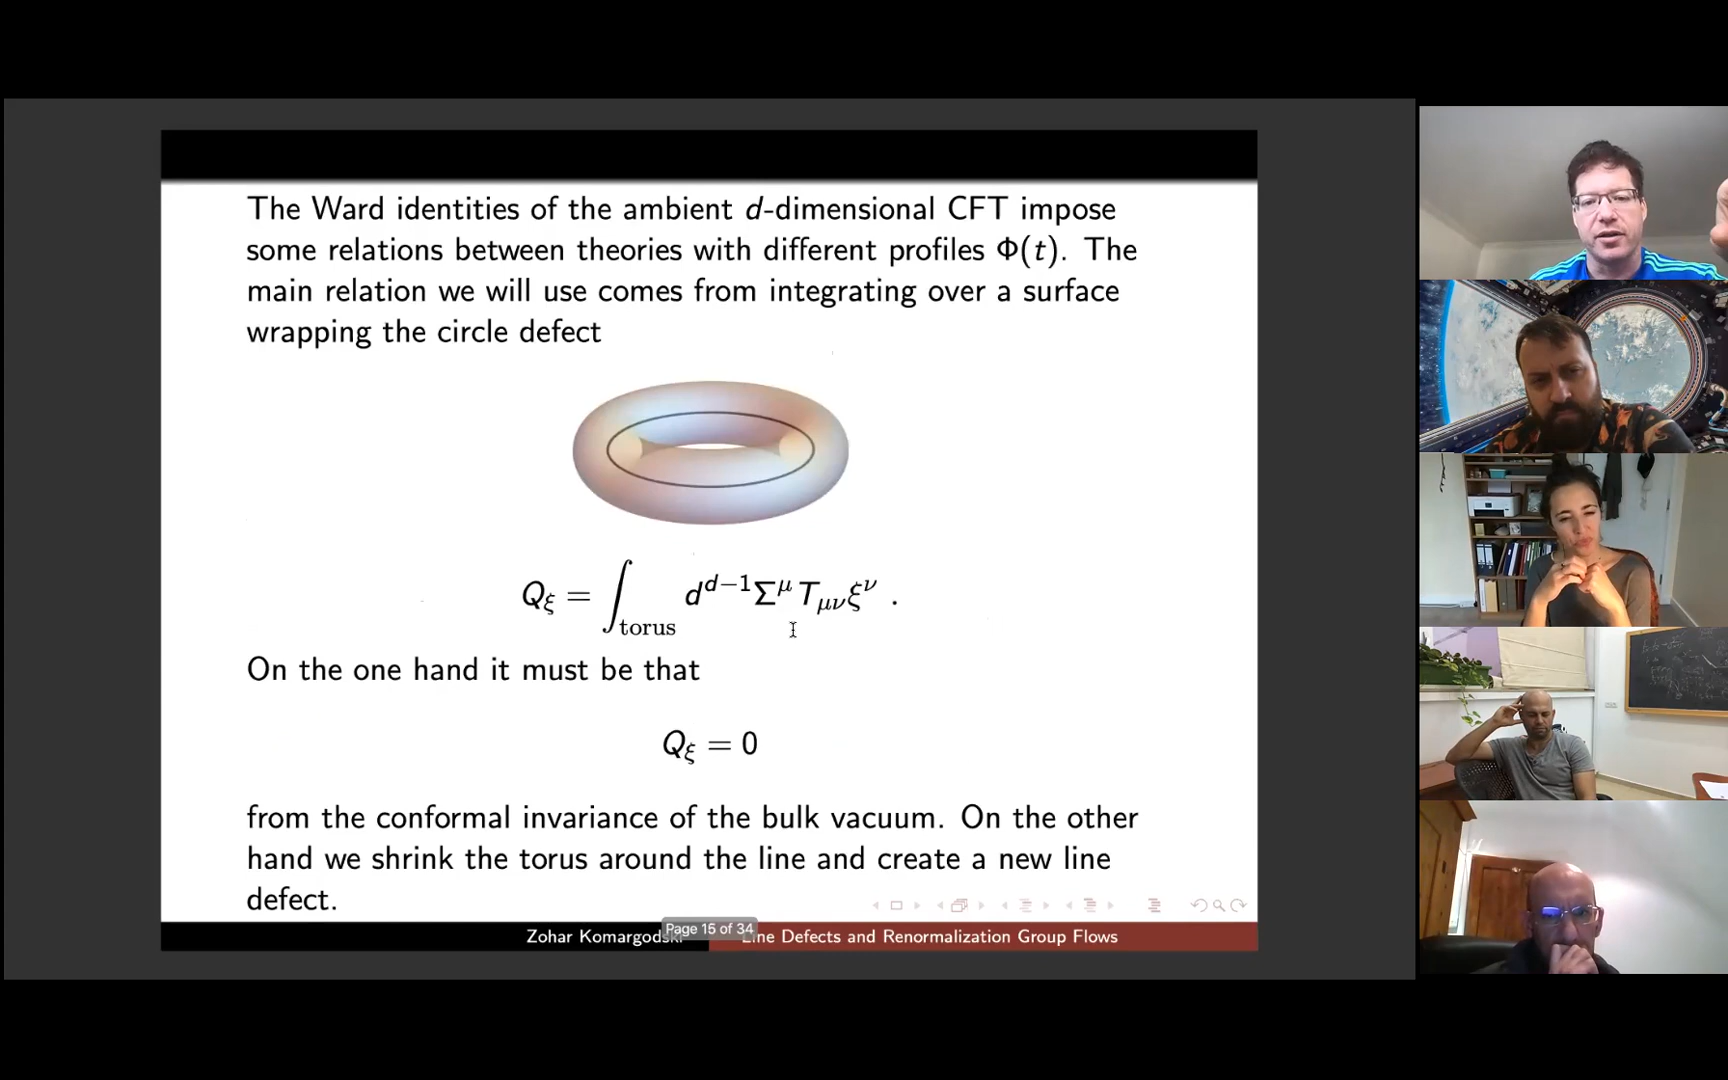 The Ward identities of the ambient d-dimensional CFT impose
some relations between theories with different profiles Φ(t). The
main relation we will use comes from integrating over a surface
wrapping the circle defect
Q_ξ = ∫_torus d^{d−1}Σ^μ T_{μν}ξ^ν .
On the one hand it must be that
Q_ξ = 0
from the conformal invariance of the bulk vacuum. On the other
hand we shrink the torus around the line and create a new line
defect.
Page 15 of 34
Zohar Komargodski
Line Defects and Renormalization Group Flows